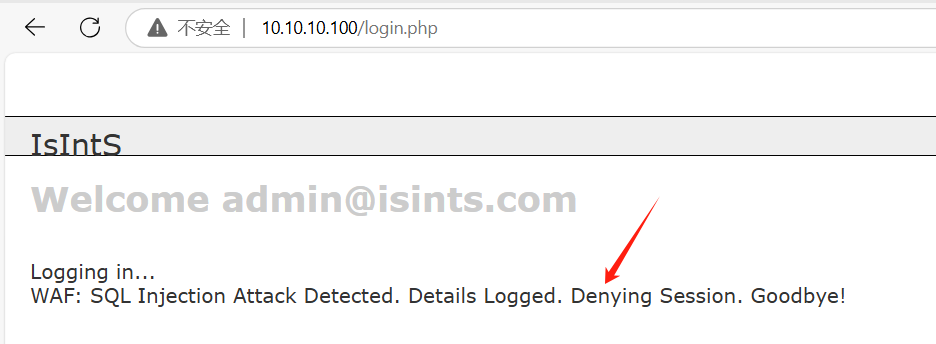 不安全 | 10.10.10.100/login.php
IsIntS
Welcome admin@isints.com
Logging in...
WAF: SQL Injection Attack Detected. Details Logged. Denying Session. Goodbye!